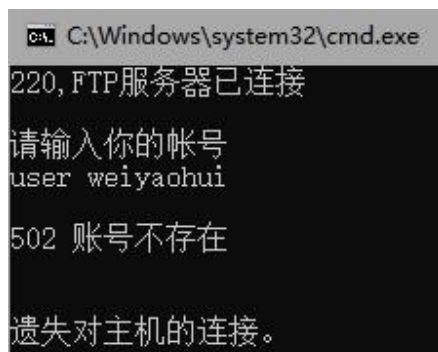 C:\Windows\system32\cmd.exe
220,FTP服务器已连接
请输入你的帐号
user weiyaohui
502 账号不存在
遗失对主机的连接。